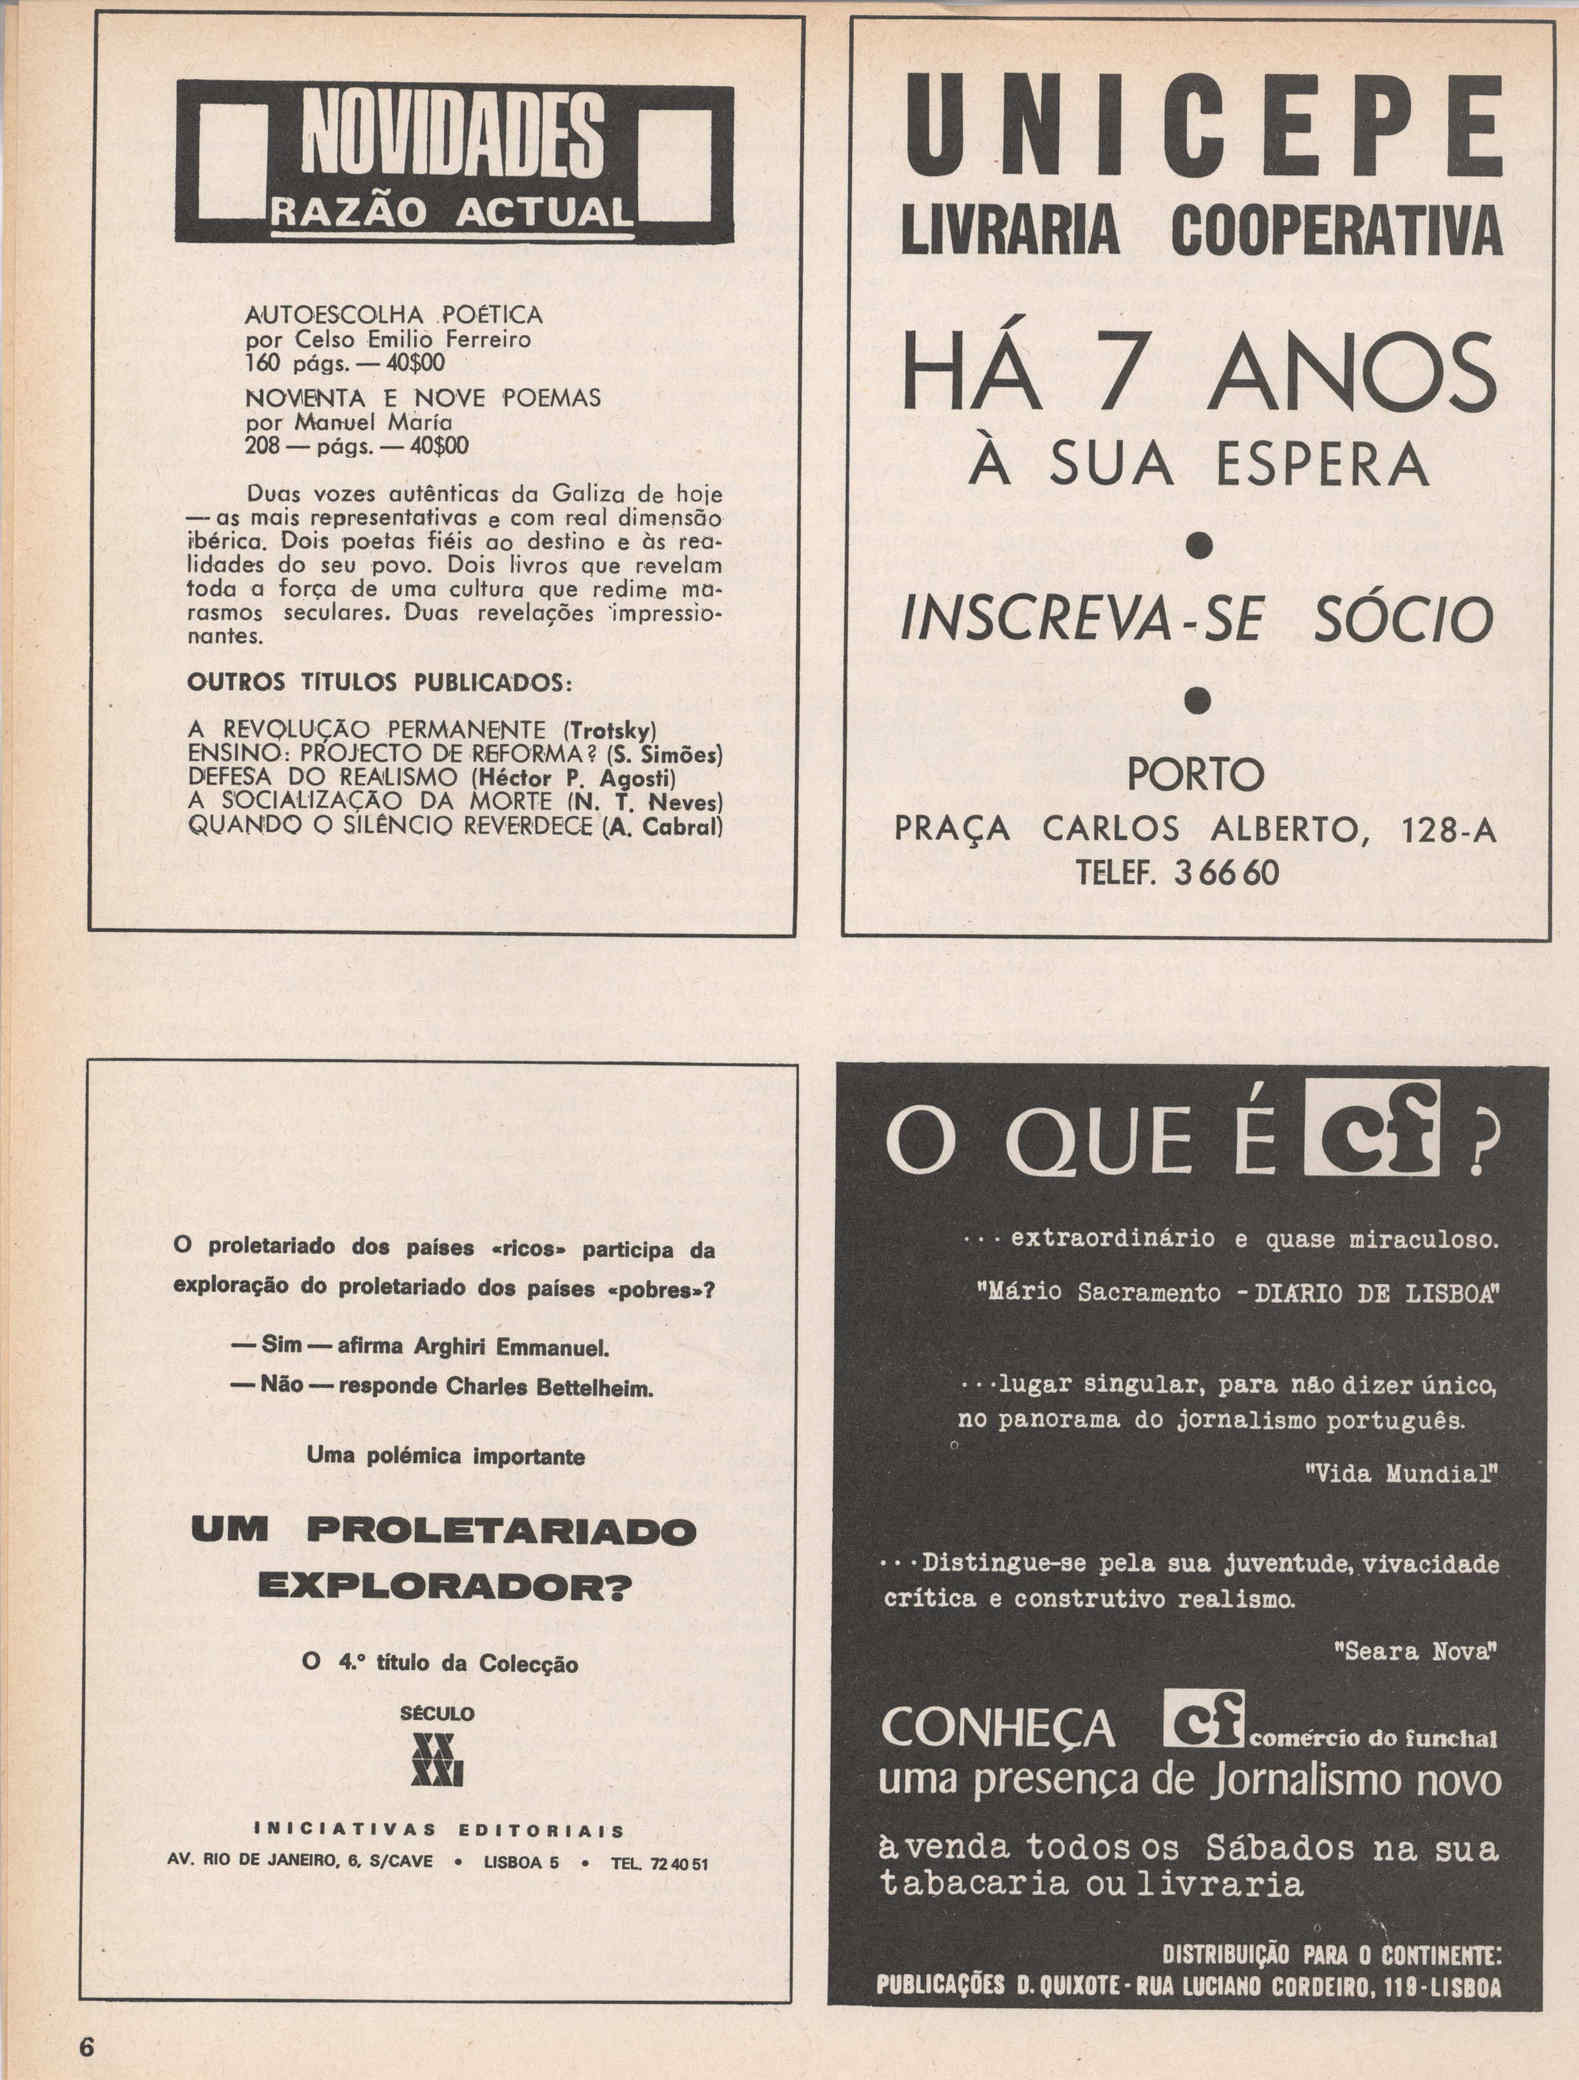 NOVIDADES
RAZÃO ACTUAL
AUTOESCOLHA POÉTICA
por Celso Emilio Ferreiro
160 págs. — 40$00
NOVENTA E NOVE POEMAS
por Manuel María
208 — págs. — 40$00
Duas vozes autênticas da Galiza de hoje
— as mais representativas e com real dimensão
ibérica. Dois poetas fiéis ao destino e às rea-
lidades do seu povo. Dois livros que revelam
toda a força de uma cultura que redime ma-
rasmos seculares. Duas revelações impressio-
nantes.
OUTROS TÍTULOS PUBLICADOS:
A REVOLUÇÃO PERMANENTE (Trotsky)
ENSINO: PROJECTO DE REFORMA? (S. Simões)
DEFESA DO REALISMO (Héctor P. Agosti)
A SOCIALIZAÇÃO DA MORTE (N. T. Neves)
QUANDO O SILÊNCIO REVERDECE (A. Cabral)
UNICEPE
LIVRARIA COOPERATIVA
HÁ 7 ANOS
À SUA ESPERA
•
INSCREVA-SE SÓCIO
•
PORTO
PRAÇA CARLOS ALBERTO, 128-A
TELEF. 3 66 60
O proletariado dos países «ricos» participa da
exploração do proletariado dos países «pobres»?
— Sim — afirma Arghiri Emmanuel.
— Não — responde Charles Bettelheim.
Uma polémica importante
UM PROLETARIADO
EXPLORADOR?
O 4.º título da Colecção
SÉCULO
XX
XXI
INICIATIVAS EDITORIAIS
AV. RIO DE JANEIRO, 6, S/CAVE • LISBOA 5 • TEL. 72 40 51
O QUE É cf ?
... extraordinário e quase miraculoso.
"Mário Sacramento - DIÁRIO DE LISBOA"
...lugar singular, para não dizer único,
no panorama do jornalismo português.
"Vida Mundial"
...Distingue-se pela sua juventude, vivacidade
crítica e construtivo realismo.
"Seara Nova"
CONHEÇA cf comércio do funchal
uma presença de Jornalismo novo
à venda todos os Sábados na sua
tabacaria ou livraria
DISTRIBUIÇÃO PARA O CONTINENTE:
PUBLICAÇÕES D. QUIXOTE - RUA LUCIANO CORDEIRO, 119 - LISBOA
6